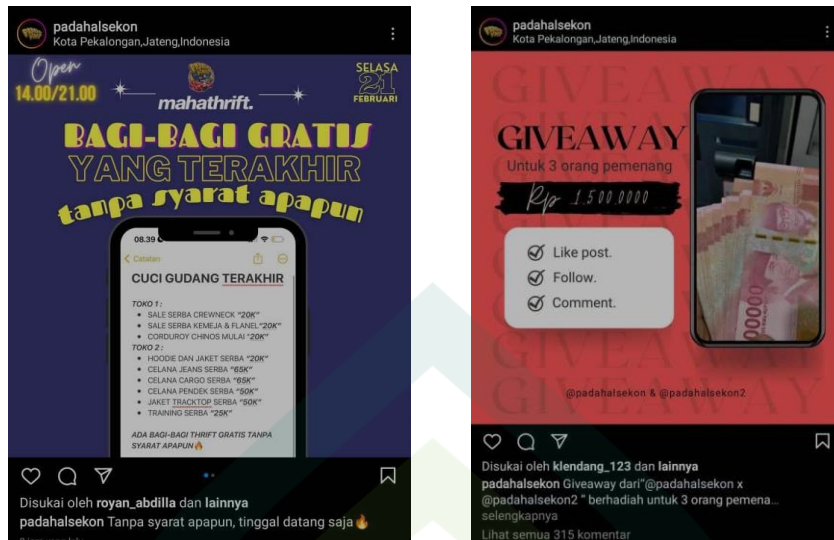 padahalsekon
Kota Pekalongan,Jateng,Indonesia
Open
14.00/21.00
mahathrift.
SELASA
21
FEBRUARI
BAGI-BAGI GRATIS
YANG TERAKHIR
tanpa syarat apapun
08.39
Catatan
CUCI GUDANG TERAKHIR
TOKO 1 :
• SALE SERBA CREWNECK "20K"
• SALE SERBA KEMEJA & FLANEL "20K"
• CORDUROY CHINOS MULAI "20K"
TOKO 2 :
• HOODIE DAN JAKET SERBA "20K"
• CELANA JEANS SERBA "65K"
• CELANA CARGO SERBA "65K"
• CELANA PENDEK SERBA "50K"
• JAKET TRACKTOP SERBA "50K"
• TRAINING SERBA "25K"
ADA BAGI-BAGI THRIFT GRATIS TANPA
SYARAT APAPUN🔥
Disukai oleh royan_abdilla dan lainnya
padahalsekon Tanpa syarat apapun, tinggal datang saja🔥
padahalsekon
Kota Pekalongan,Jateng,Indonesia
GIVEAWAY
GIVEAWAY
Untuk 3 orang pemenang
Rp 1.500.0000
Like post.
Follow.
Comment.
00000
GIVEAWAY
@padahalsekon & @padahalsekon2
GIVEAWAY
Disukai oleh klendang_123 dan lainnya
padahalsekon Giveaway dari"@padahalsekon x
@padahalsekon2 " berhadiah untuk 3 orang pemena...
selengkapnya
Lihat semua 315 komentar